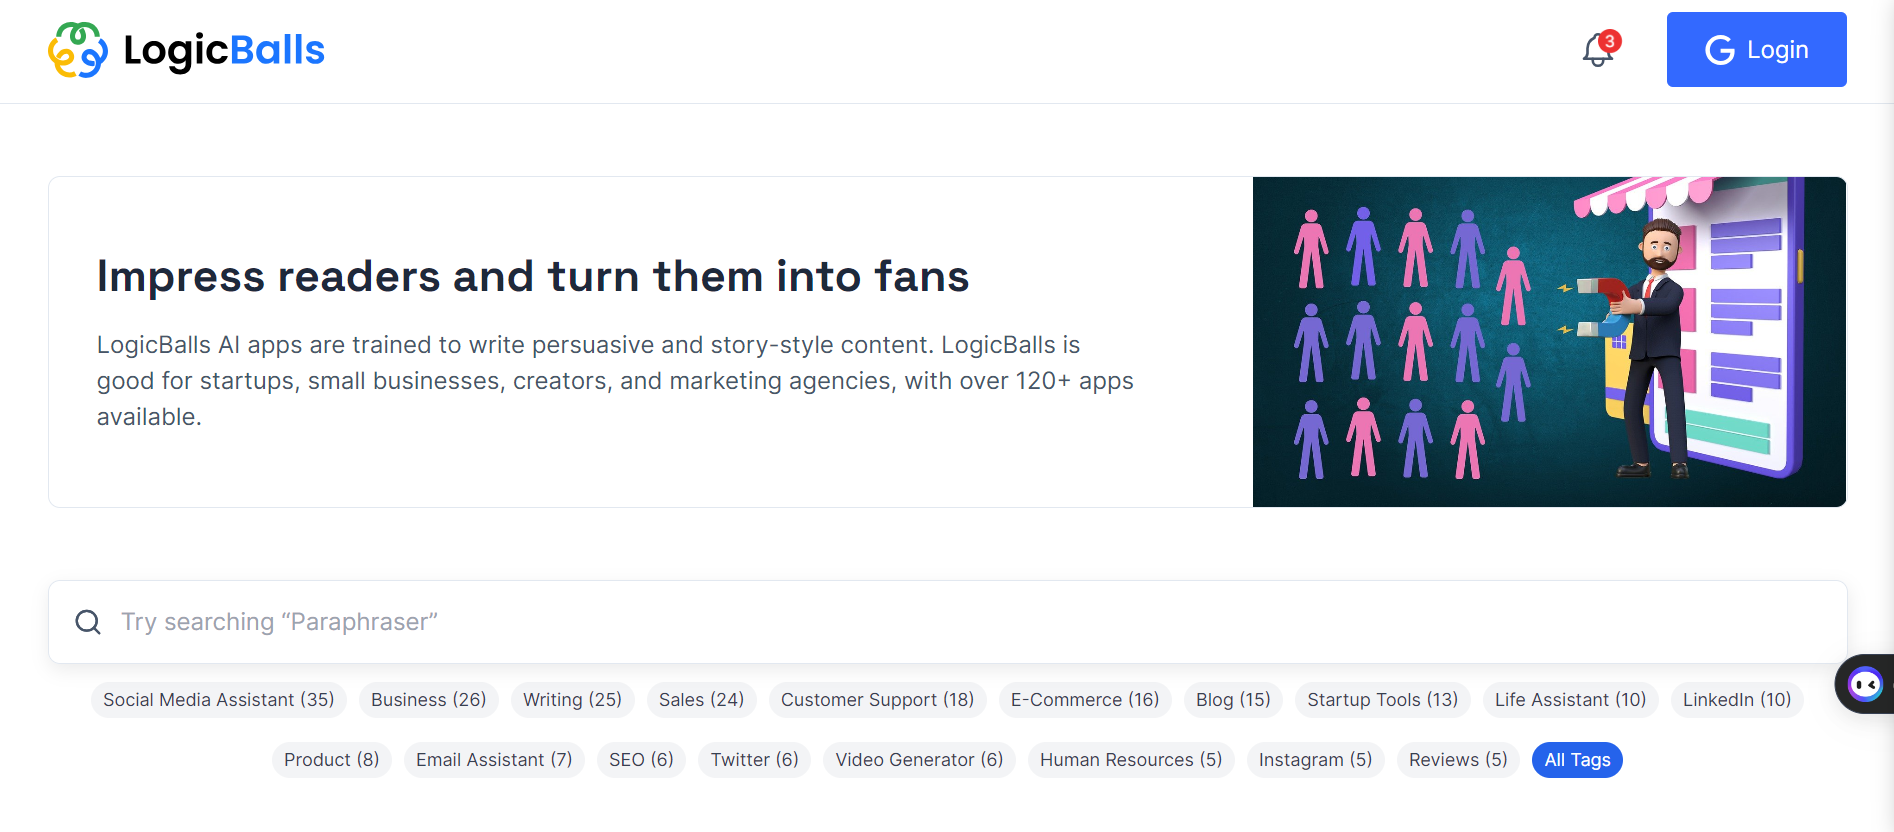 LogicBalls
3
Login
Impress readers and turn them into fans
LogicBalls AI apps are trained to write persuasive and story-style content. LogicBalls is
good for startups, small businesses, creators, and marketing agencies, with over 120+ apps
available.
Try searching “Paraphraser”
Social Media Assistant (35) Business (26) Writing (25) Sales (24) Customer Support (18) E-Commerce (16) Blog (15) Startup Tools (13) Life Assistant (10) LinkedIn (10)
Product (8) Email Assistant (7) SEO (6) Twitter (6) Video Generator (6) Human Resources (5) Instagram (5) Reviews (5) All Tags